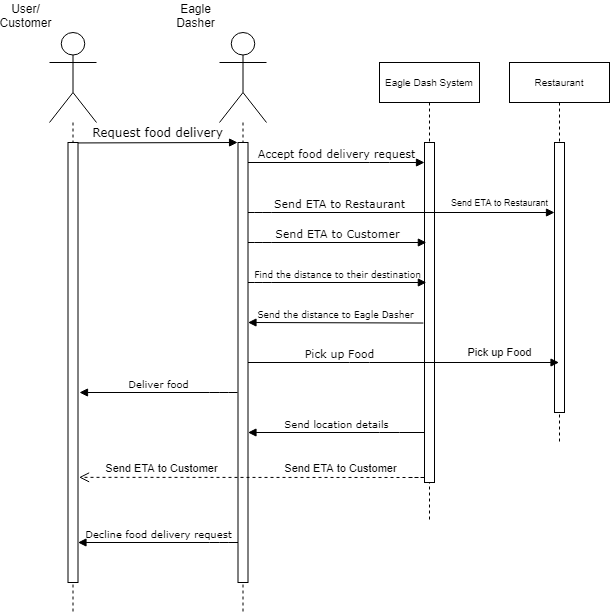 User/
Customer
Eagle
Dasher
Eagle Dash System
Restaurant
Request food delivery
Accept food delivery request
Send ETA to Restaurant
Send ETA to Restaurant
Send ETA to Customer
Find the distance to their destination
Send the distance to Eagle Dasher
Pick up Food
Pick up Food
Deliver food
Send location details
Send ETA to Customer
Send ETA to Customer
Decline food delivery request